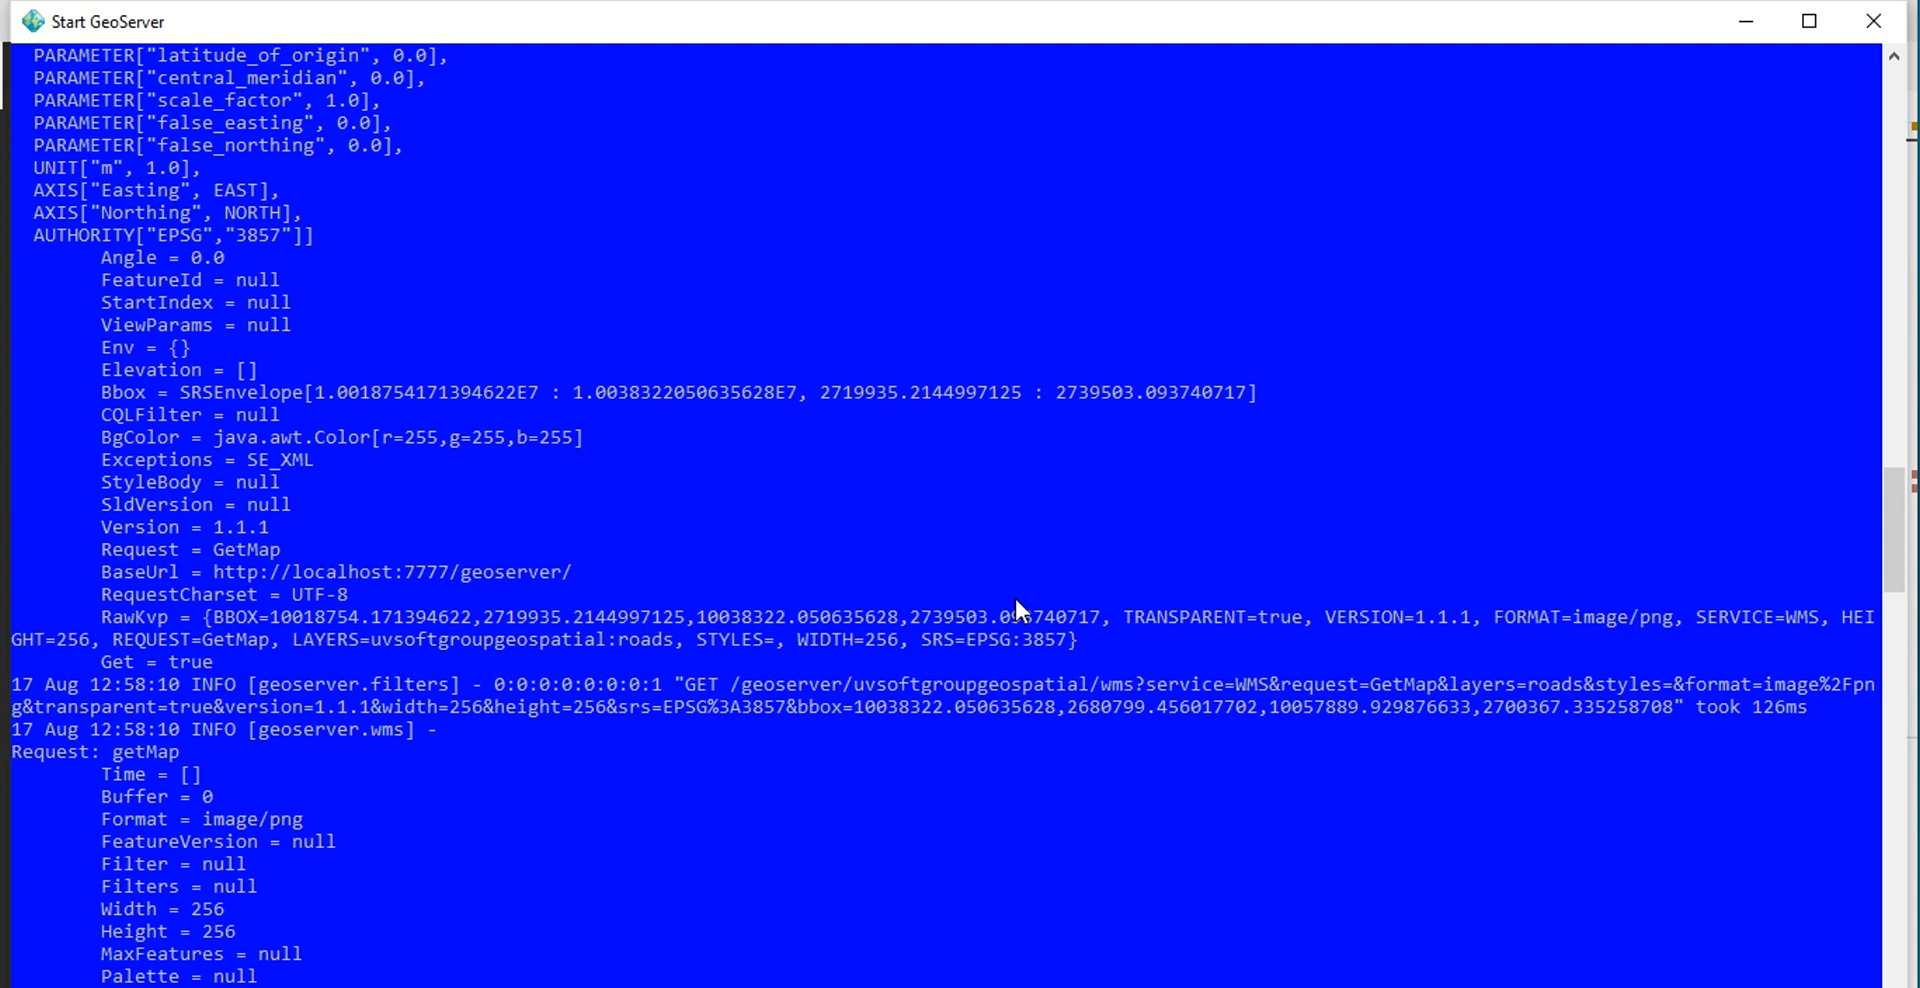 Start GeoServer
PARAMETER["latitude_of_origin", 0.0],
PARAMETER["central_meridian", 0.0],
PARAMETER["scale_factor", 1.0],
PARAMETER["false_easting", 0.0],
PARAMETER["false_northing", 0.0],
UNIT["m", 1.0],
AXIS["Easting", EAST],
AXIS["Northing", NORTH],
AUTHORITY["EPSG","3857"]]
Angle = 0.0
FeatureId = null
StartIndex = null
ViewParams = null
Env = {}
Elevation = []
Bbox = SRSEnvelope[1.0018754171394622E7 : 1.0038322050635628E7, 2719935.2144997125 : 2739503.093740717]
CQLFilter = null
BgColor = java.awt.Color[r=255,g=255,b=255]
Exceptions = SE_XML
StyleBody = null
SldVersion = null
Version = 1.1.1
Request = GetMap
BaseUrl = http://localhost:7777/geoserver/
RequestCharset = UTF-8
RawKvp = {BBOX=10018754.171394622,2719935.2144997125,10038322.050635628,2739503.093740717, TRANSPARENT=true, VERSION=1.1.1, FORMAT=image/png, SERVICE=WMS, HEI
GHT=256, REQUEST=GetMap, LAYERS=uvsoftgroupgeospatial:roads, STYLES=, WIDTH=256, SRS=EPSG:3857}
Get = true
17 Aug 12:58:10 INFO [geoserver.filters] - 0:0:0:0:0:0:0:1 "GET /geoserver/uvsoftgroupgeospatial/wms?service=WMS&request=GetMap&layers=roads&styles=&format=image%2Fpn
g&transparent=true&version=1.1.1&width=256&height=256&srs=EPSG%3A3857&bbox=10038322.050635628,2680799.456017702,10057889.929876633,2700367.335258708" took 126ms
17 Aug 12:58:10 INFO [geoserver.wms] -
Request: getMap
Time = []
Buffer = 0
Format = image/png
FeatureVersion = null
Filter = null
Filters = null
Width = 256
Height = 256
MaxFeatures = null
Palette = null